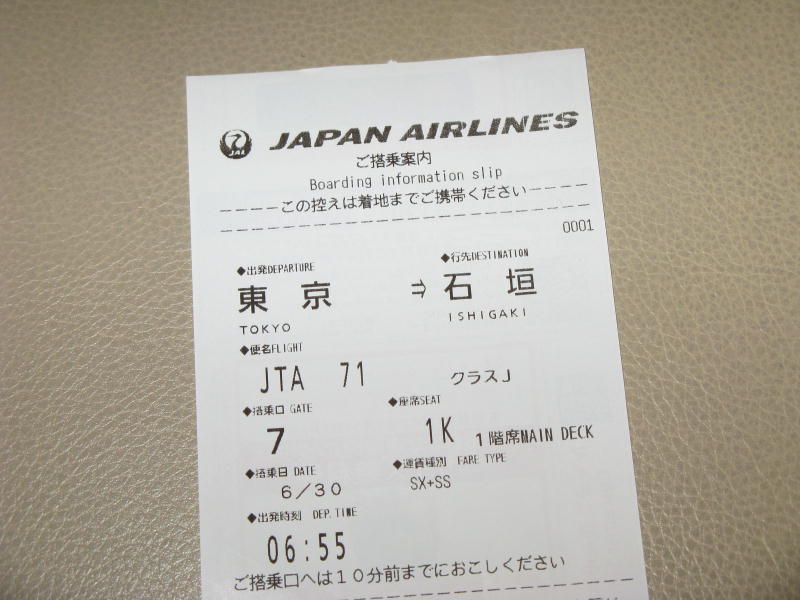 JAL JAPAN AIRLINES
ご搭乗案内
Boarding information slip
----この控えは着地までご携帯ください----
0001
◆出発DEPARTURE ◆行先DESTINATION
東京 ⇒ 石垣
TOKYO ISHIGAKI
◆便名FLIGHT
JTA 71 クラスJ
◆搭乗口 GATE ◆座席SEAT
7 1K 1階席MAIN DECK
◆搭乗日 DATE ◆運賃種別 FARE TYPE
6/30 SX+SS
◆出発時刻 DEP.TIME
06:55
ご搭乗口へは10分前までにおこしください